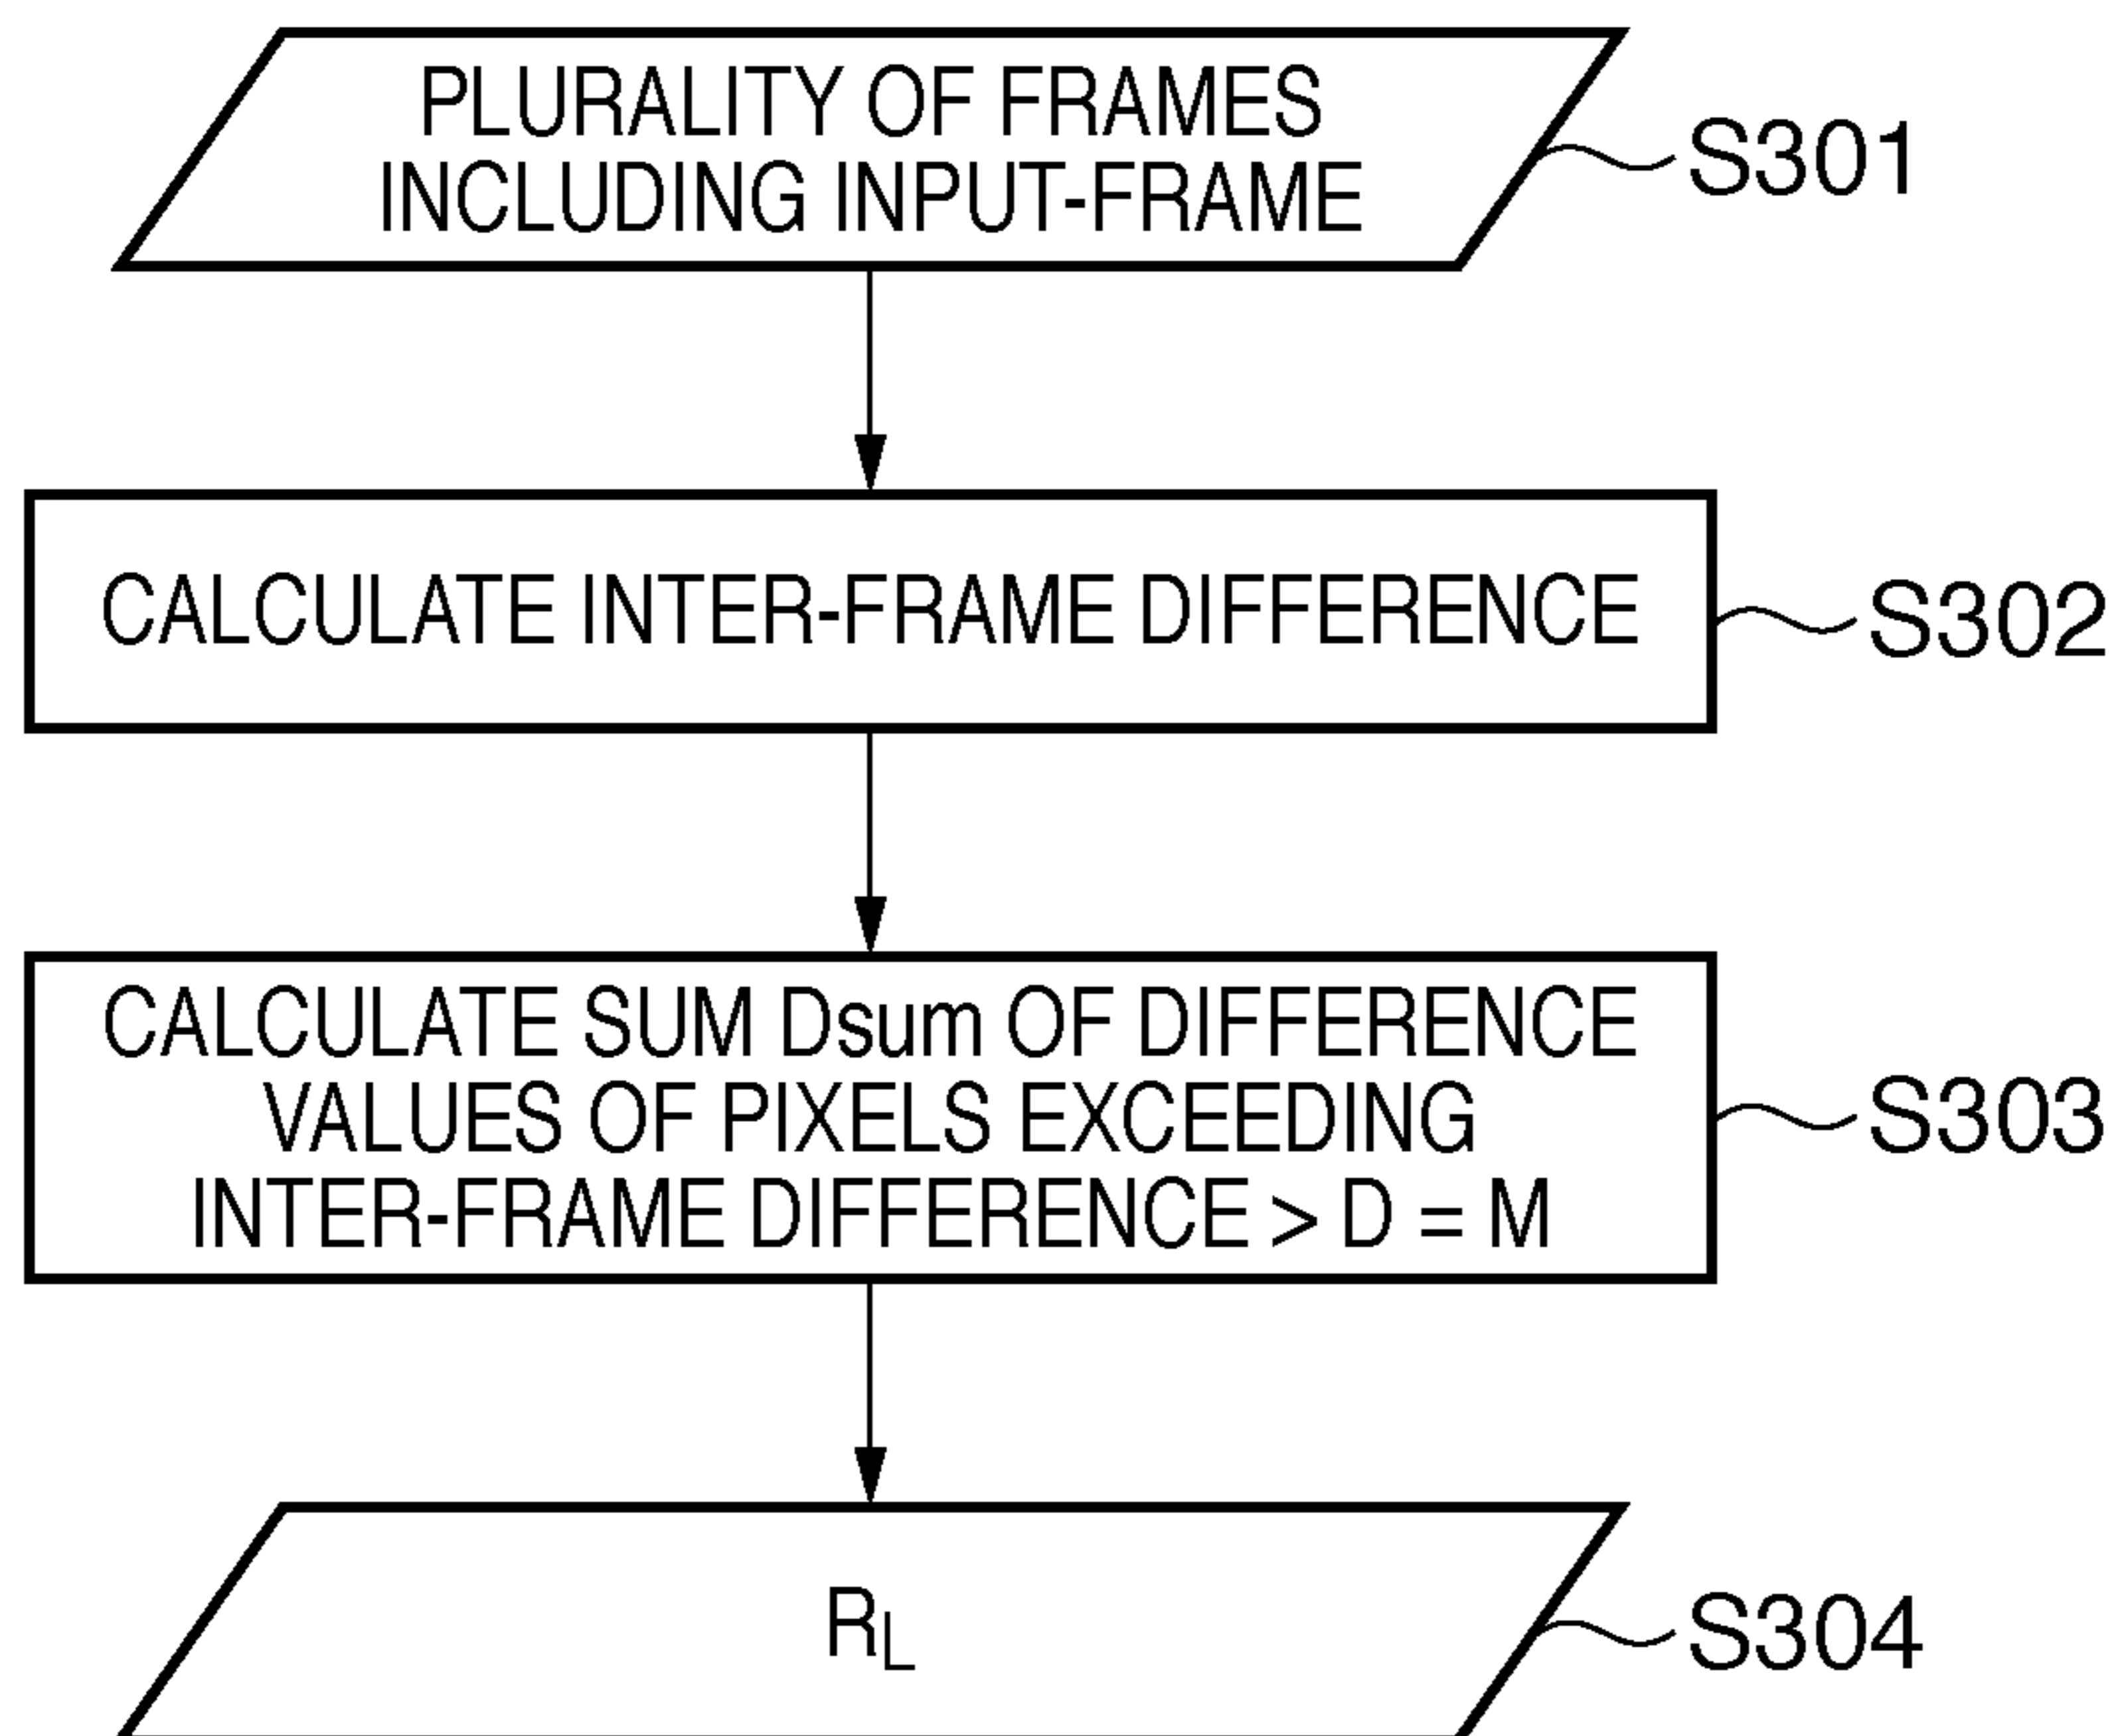 PLURALITY OF FRAMES
INCLUDING INPUT-FRAME
S301
CALCULATE INTER-FRAME DIFFERENCE
S302
CALCULATE SUM Dsum OF DIFFERENCE
VALUES OF PIXELS EXCEEDING
INTER-FRAME DIFFERENCE > D = M
S303
RL
S304